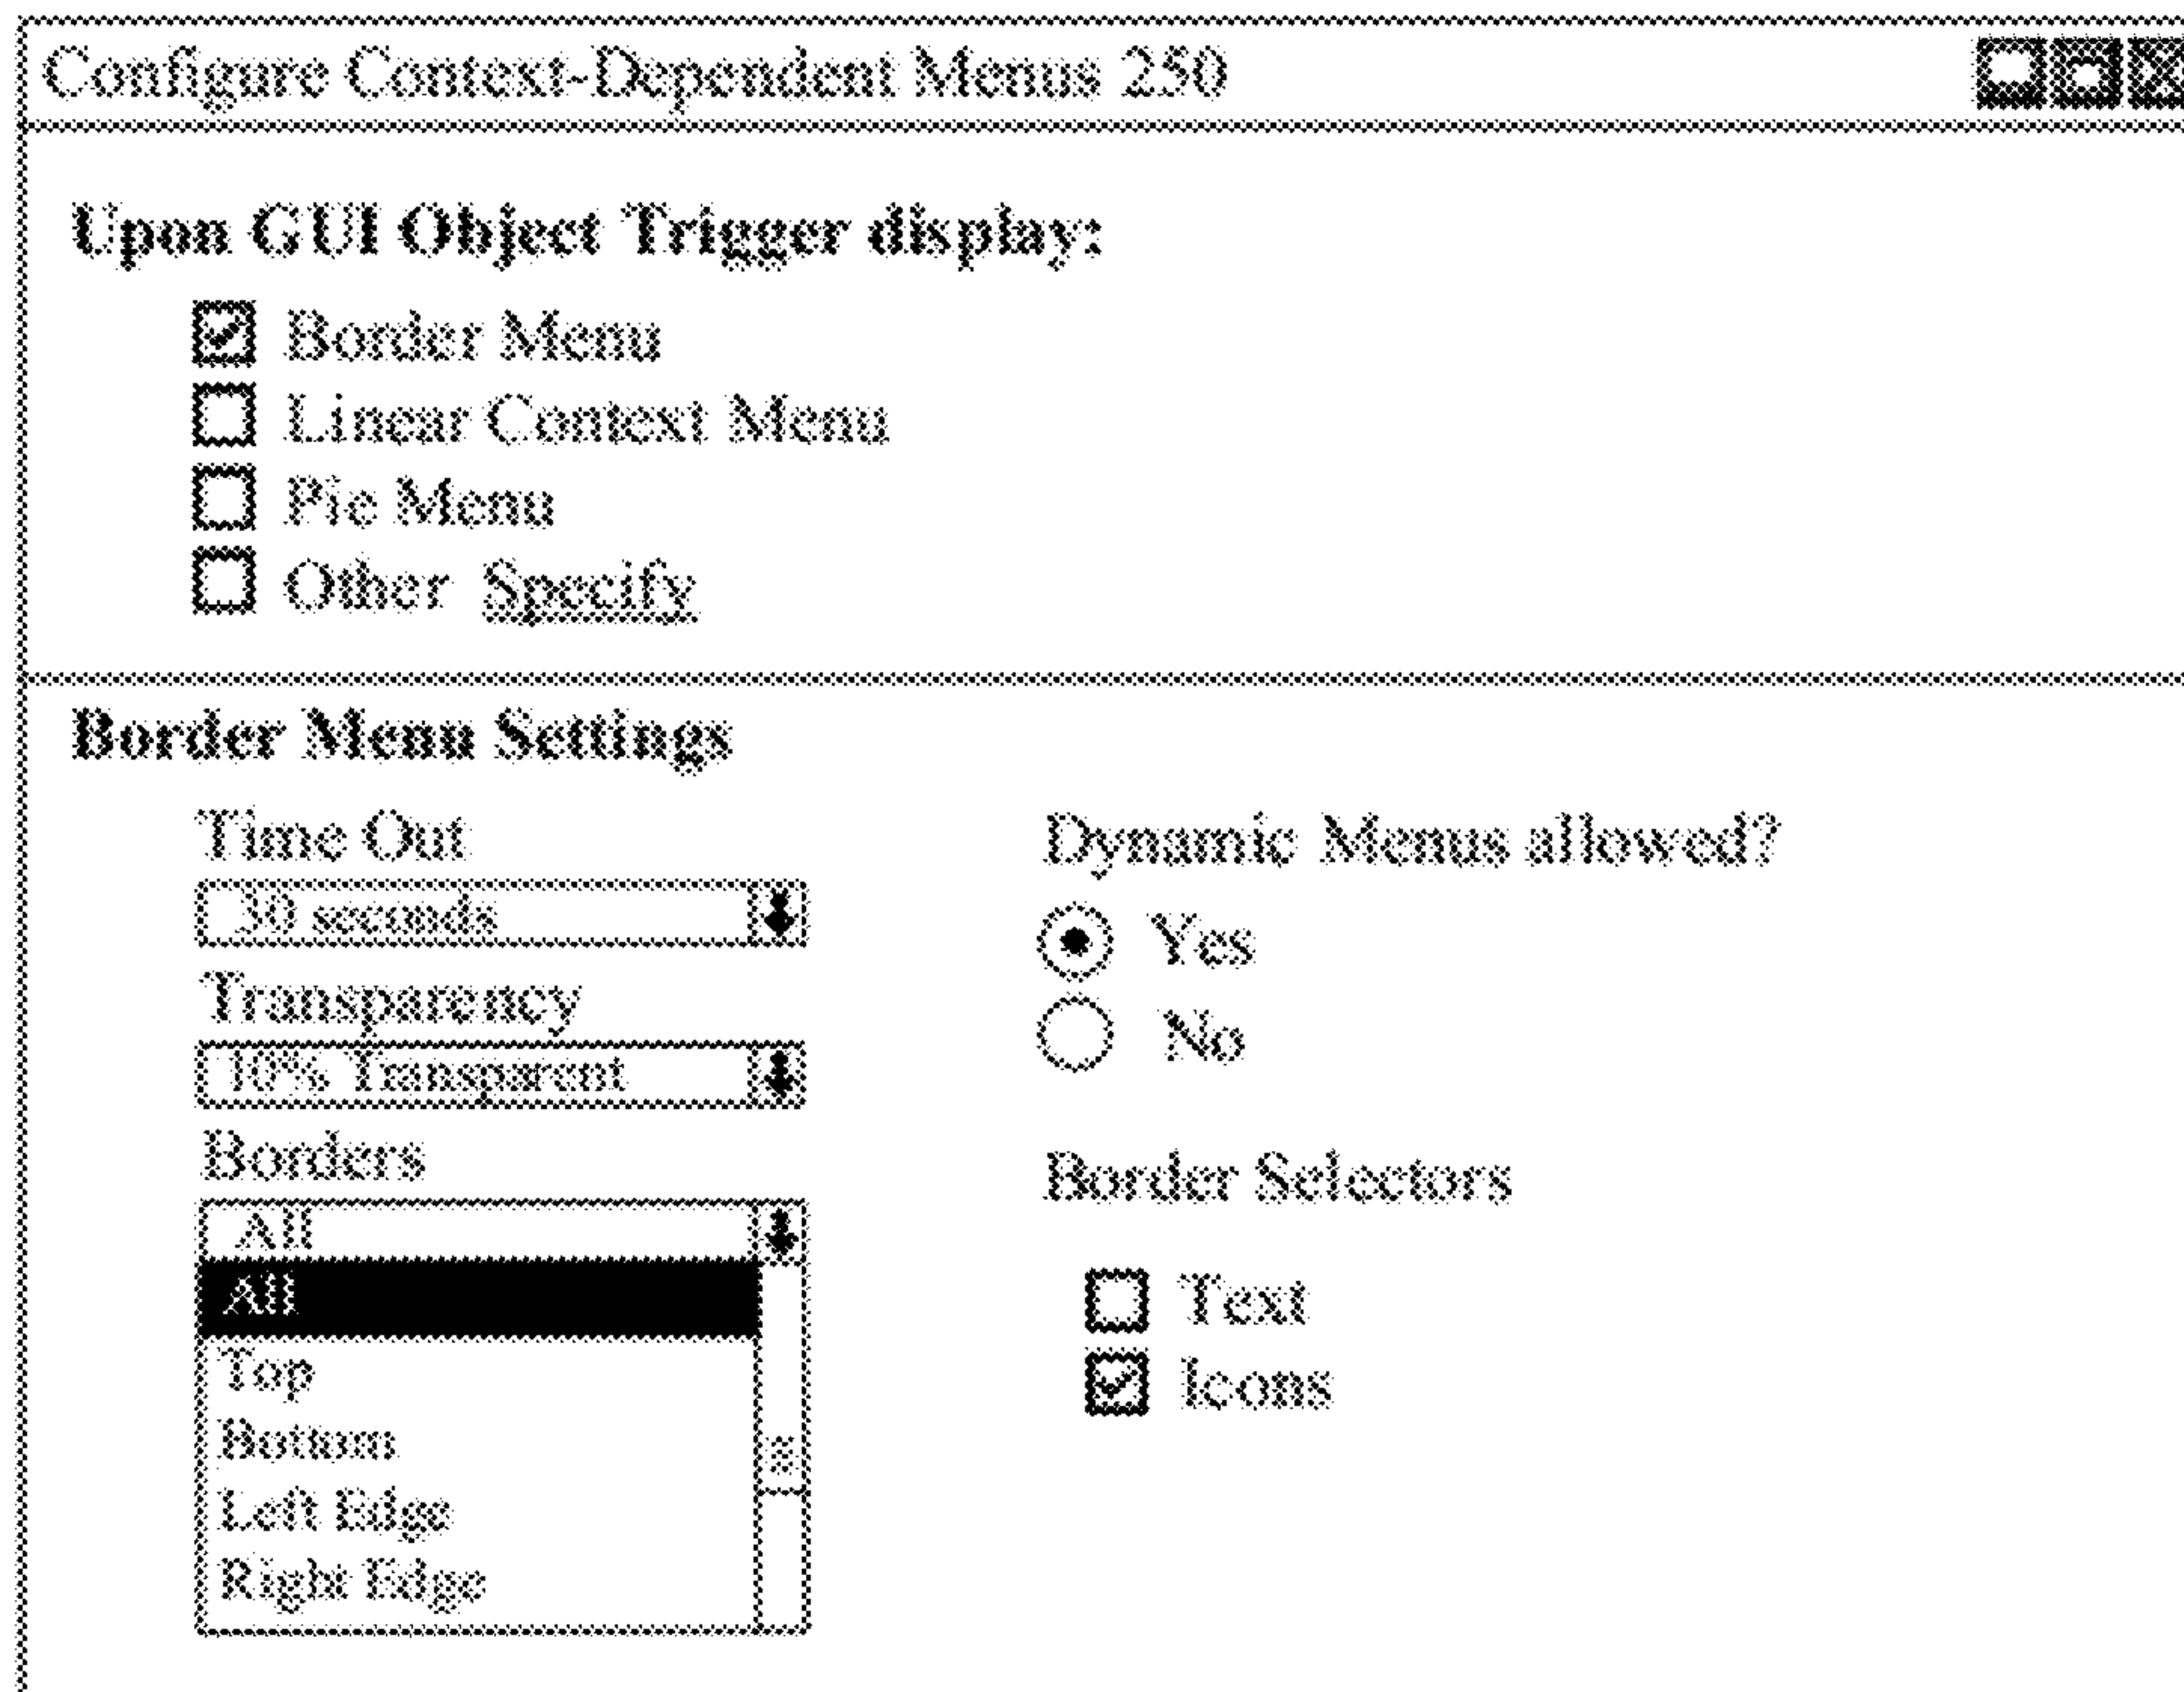 Configure Context-Dependent Menus 250
Upon GUI Object Trigger display:
Border Menu
Linear Context Menu
Pie Menu
Other Specify
Border Menu Settings
Time Out
30 seconds
Transparency
10% Transparent
Borders
All
All
Top
Bottom
Left Edge
Right Edge
Dynamic Menus allowed?
Yes
No
Border Selectors
Text
Icons